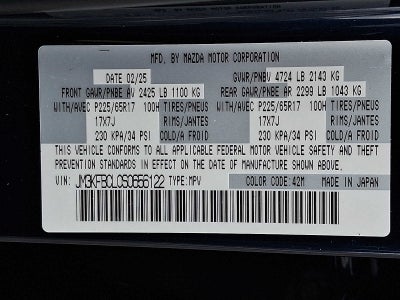 MFD. BY MAZDA MOTOR CORPORATION
DATE 02/25 GVWR/PNBV 4724 LB 2143 KG
FRONT GAWR/PNBE AV 2425 LB 1100 KG REAR GAWR/PNBE AR 2299 LB 1043 KG
WITH/AVEC P225/65R17 100H TIRES/PNEUS WITH/AVEC P225/65R17 100H TIRES/PNEUS
17X7J RIMS/JANTES 17X7J RIMS/JANTES
230 KPA/34 PSI COLD/A FROID 230 KPA/34 PSI COLD/A FROID
THIS VEHICLE CONFORMS TO ALL APPLICABLE FEDERAL MOTOR VEHICLE SAFETY AND THEFT
PREVENTION STANDARDS IN EFFECT ON THE DATE OF MANUFACTURE SHOWN ABOVE.
VIN: JM3KFBCL0S0656122 TYPE: MPV COLOR CODE: 42M MADE IN JAPAN